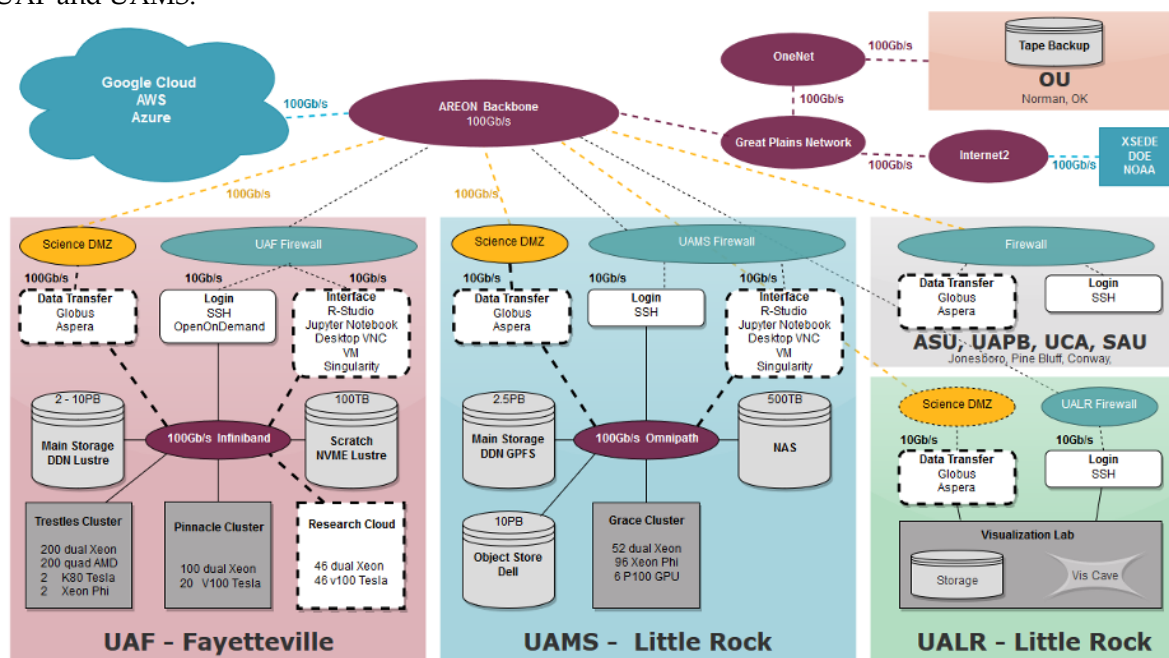 UAF and UAMS.
Google Cloud
AWS
Azure
100Gb/s
AREON Backbone
100Gb/s
OneNet
100Gb/s
Tape Backup
OU
Norman, OK
100Gb/s
Great Plains Network
100Gb/s
Internet2
100Gb/s
XSEDE
DOE
NOAA
100Gb/s
100Gb/s
Science DMZ
UAF Firewall
100Gb/s
10Gb/s
10Gb/s
Data Transfer
Globus
Aspera
Login
SSH
OpenOnDemand
Interface
R-Studio
Jupyter Notebook
Desktop VNC
VM
Singularity
2 - 10PB
Main Storage
DDN Lustre
100Gb/s Infiniband
100TB
Scratch
NVME Lustre
Trestles Cluster
200 dual Xeon
200 quad AMD
2 K80 Tesla
2 Xeon Phi
Pinnacle Cluster
100 dual Xeon
20 V100 Tesla
Research Cloud
46 dual Xeon
46 v100 Tesla
UAF - Fayetteville
Science DMZ
UAMS Firewall
10Gb/s
10Gb/s
10Gb/s
Data Transfer
Globus
Aspera
Login
SSH
Interface
R-Studio
Jupyter Notebook
Desktop VNC
VM
Singularity
2.5PB
Main Storage
DDN GPFS
100Gb/s Omnipath
500TB
NAS
10PB
Object Store
Dell
Grace Cluster
52 dual Xeon
96 Xeon Phi
6 P100 GPU
UAMS - Little Rock
Firewall
Data Transfer
Globus
Aspera
Login
SSH
ASU, UAPB, UCA, SAU
Jonesboro, Pine Bluff, Conway,
Science DMZ
UALR Firewall
10Gb/s
10Gb/s
Data Transfer
Globus
Aspera
Login
SSH
Visualization Lab
Storage
Vis Cave
UALR - Little Rock